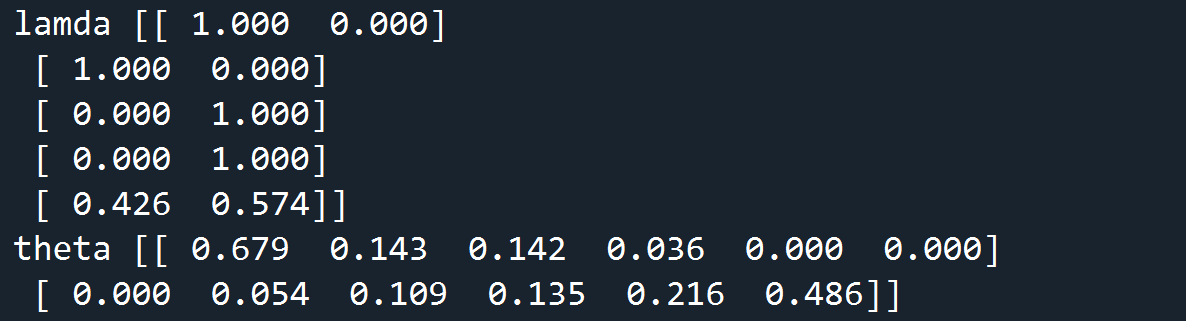 lamda [[ 1.000  0.000]
 [ 1.000  0.000]
 [ 0.000  1.000]
 [ 0.000  1.000]
 [ 0.426  0.574]]
theta [[ 0.679  0.143  0.142  0.036  0.000  0.000]
 [ 0.000  0.054  0.109  0.135  0.216  0.486]]